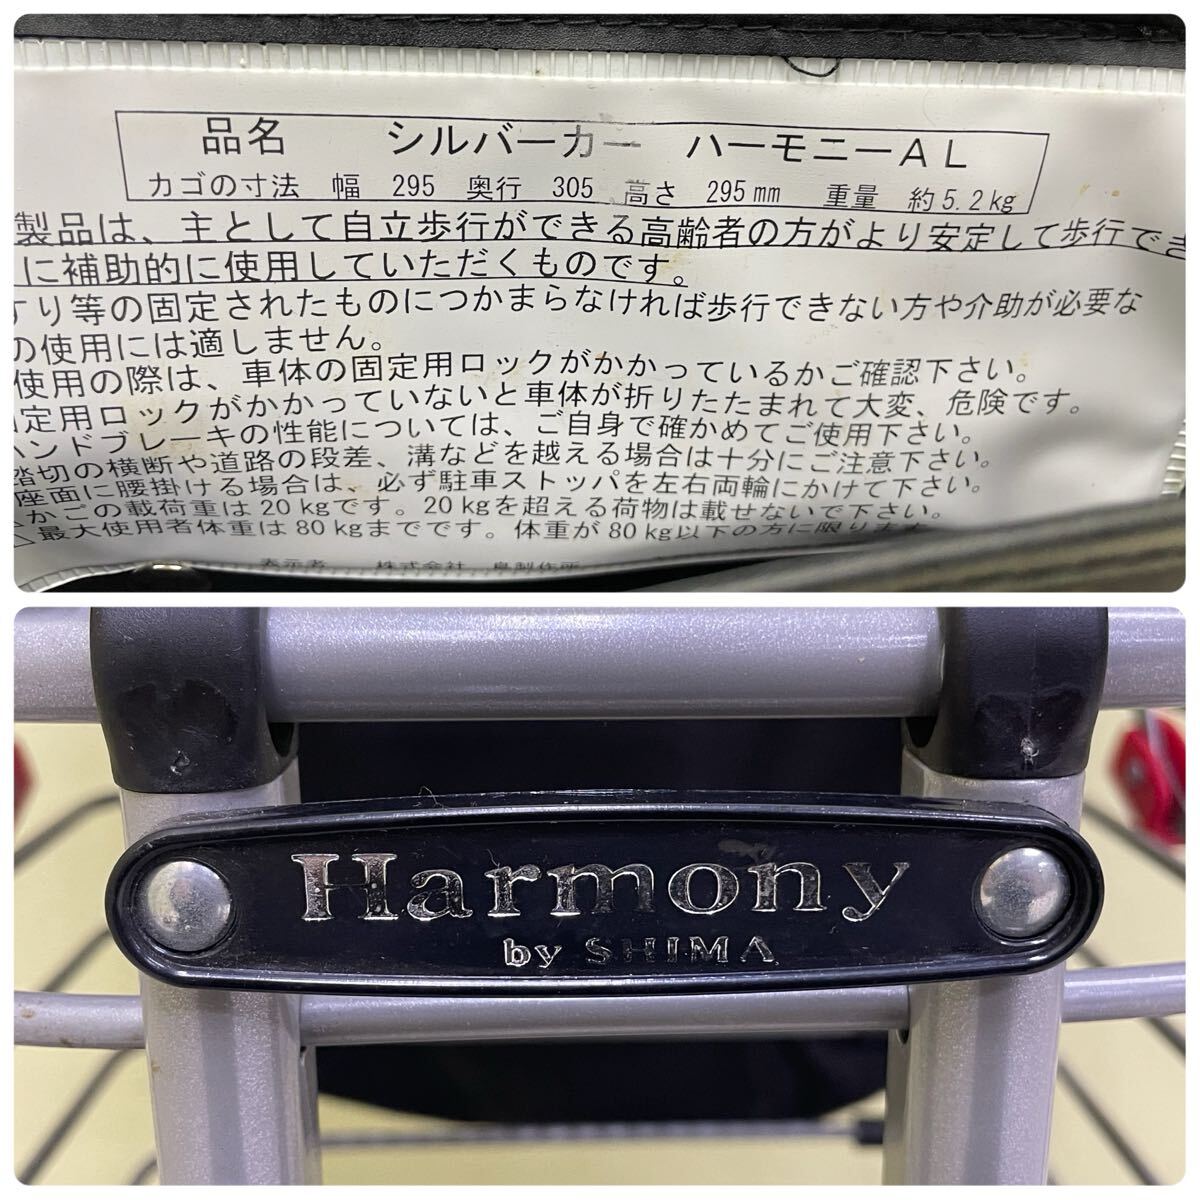 品名 シルバーカー ハーモニーAL
カゴの寸法 幅 295 奥行 305 高さ 295mm 重量 約5.2kg
製品は、主として自立歩行ができる高齢者の方がより安定して歩行でき
に補助的に使用していただくものです。
すり等の固定されたものにつかまらなければ歩行できない方や介助が必要な
の使用には適しません。
使用の際は、車体の固定用ロックがかかっているかご確認下さい。
固定用ロックがかかっていないと車体が折りたたまれて大変、危険です。
ハンドブレーキの性能については、ご自身で確かめてご使用下さい。
踏切の横断や道路の段差、溝などを越える場合は十分にご注意下さい。
座面に腰掛ける場合は、必ず駐車ストッパを左右両輪にかけて下さい。
かごの載荷重は20kgです。20kgを超える荷物は載せないで下さい。
最大使用者体重は80kgまでです。体重が80kg以下の方に限ります
表示者 株式会社 島製作所
Harmony
by SHIMA